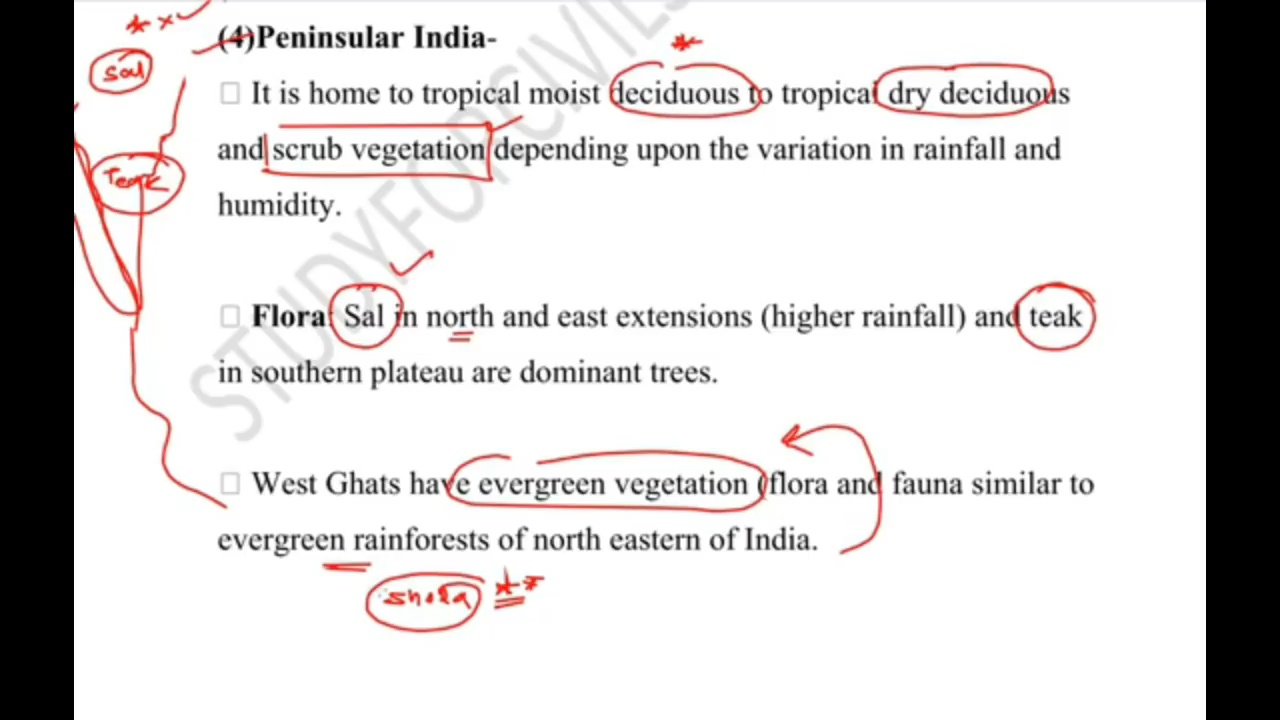 (4)Peninsular India-
sal
It is home to tropical moist deciduous to tropical dry deciduous
and scrub vegetation depending upon the variation in rainfall and
Teak
humidity.
Flora: Sal in north and east extensions (higher rainfall) and teak
in southern plateau are dominant trees.
West Ghats have evergreen vegetation (flora and fauna similar to
evergreen rainforests of north eastern of India.
shola
STUDYFORCIVILS